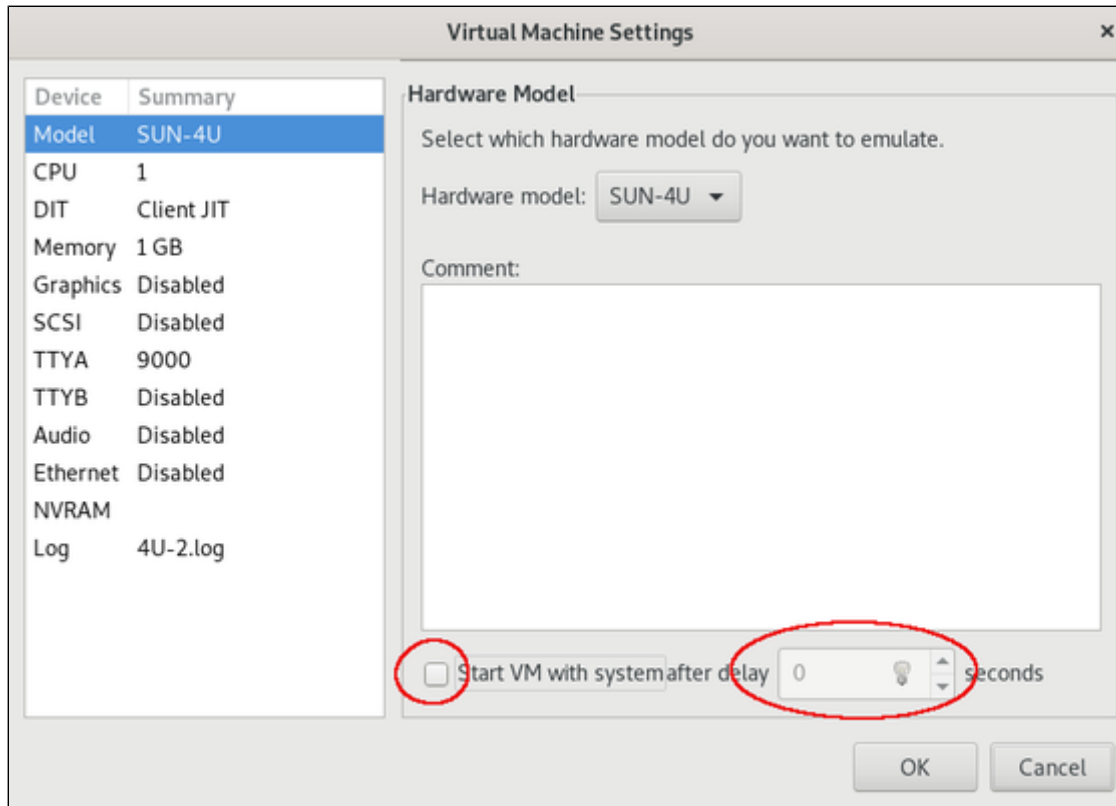 Virtual Machine Settings
×
Device Summary
Model SUN-4U
CPU 1
DIT Client JIT
Memory 1 GB
Graphics Disabled
SCSI Disabled
TTYA 9000
TTYB Disabled
Audio Disabled
Ethernet Disabled
NVRAM
Log 4U-2.log
Hardware Model
Select which hardware model do you want to emulate.
Hardware model: SUN-4U
Comment:
Start VM with system after delay 0 seconds
OK Cancel